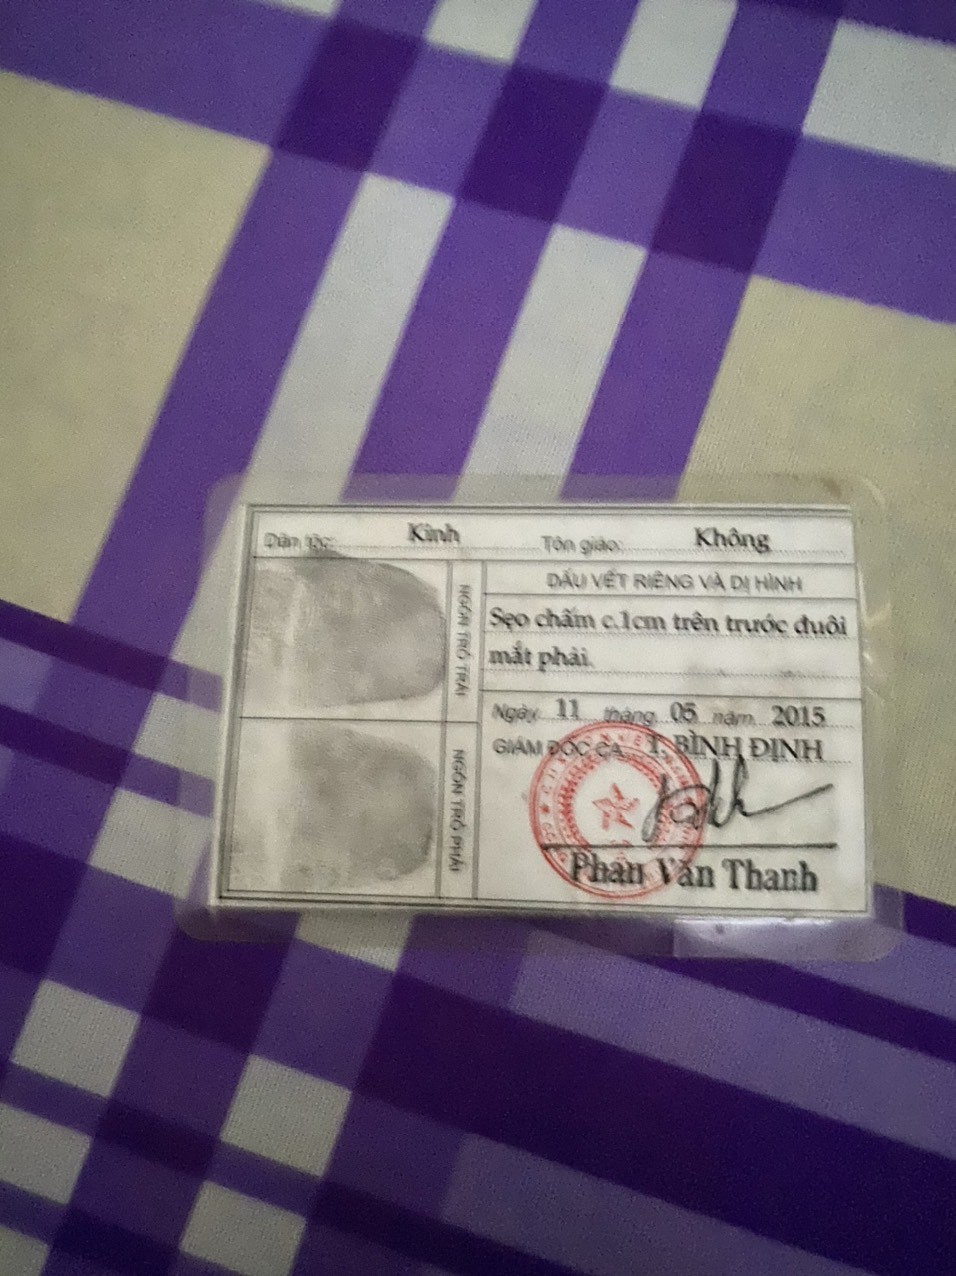 Dân tộc: Kinh Tôn giáo: Không
NGÓN TRỎ TRÁI
DẤU VẾT RIÊNG VÀ DỊ HÌNH
Sẹo chấm c.1cm trên trước đuôi
mắt phải.
NGÓN TRỎ PHẢI
Ngày 11 tháng 05 năm 2015
GIÁM ĐỐC CA T. BÌNH ĐỊNH
Phan Văn Thanh